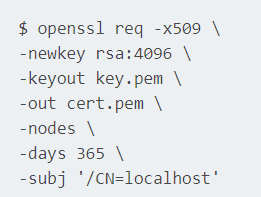 $ openssl req -x509 \
-newkey rsa:4096 \
-keyout key.pem \
-out cert.pem \
-nodes \
-days 365 \
-subj '/CN=localhost'